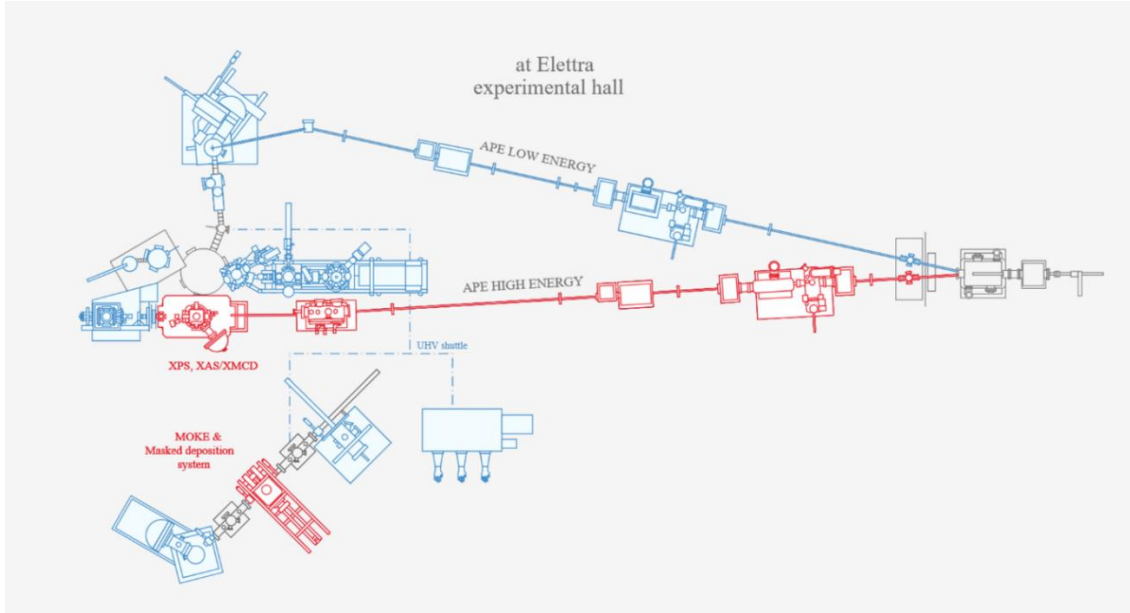 at Elettra
experimental hall
APE LOW ENERGY
APE HIGH ENERGY
UHV shuttle
XPS, XAS/XMCD
MOKE &
Masked deposition
system